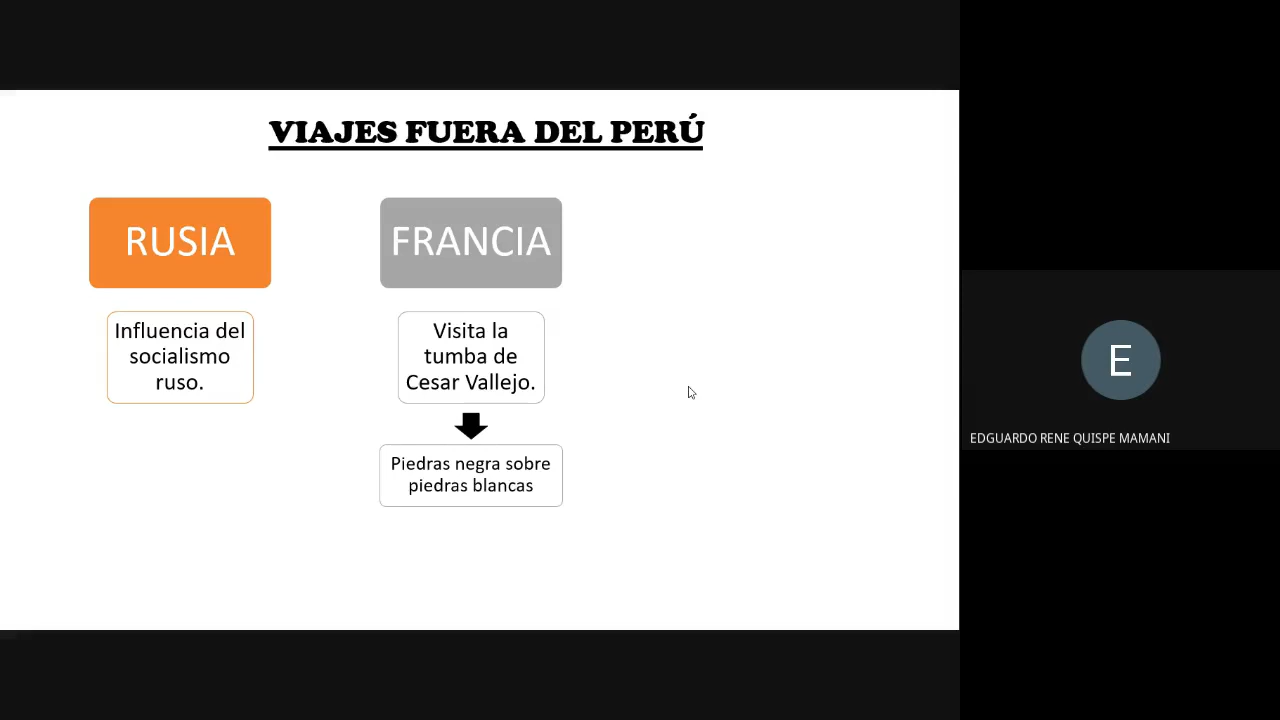 VIAJES FUERA DEL PERÚ
RUSIA
Influencia del
socialismo
ruso.
FRANCIA
Visita la
tumba de
Cesar Vallejo.
Piedras negra sobre
piedras blancas
E
EDGUARDO RENE QUISPE MAMANI